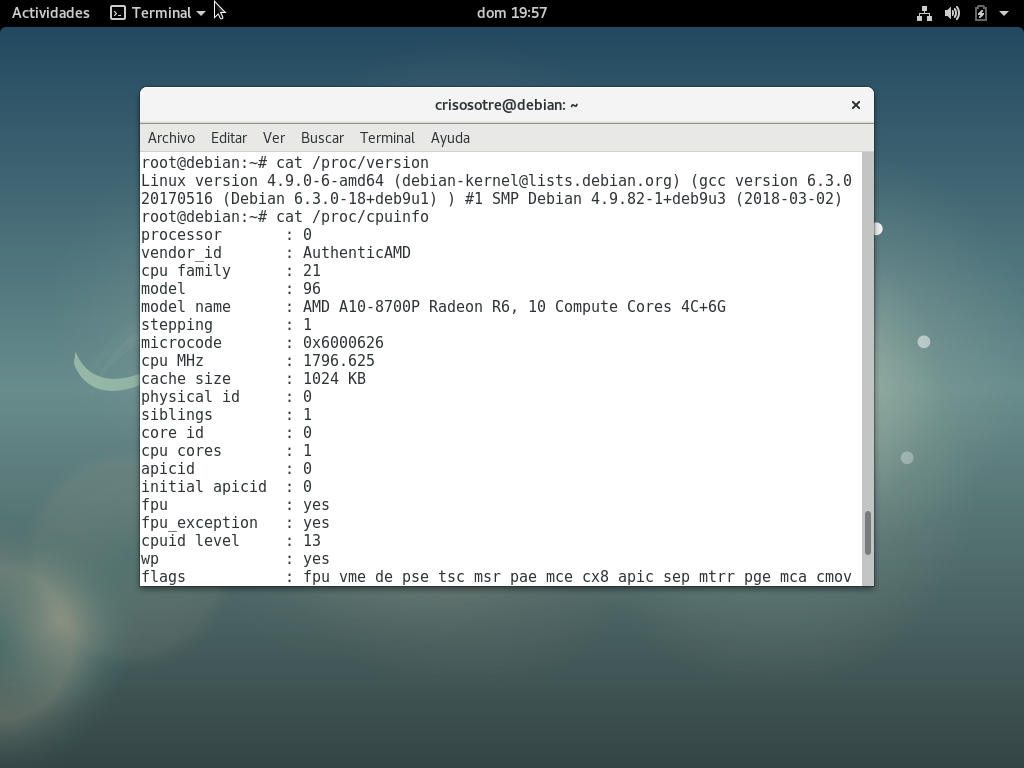 Actividades Terminal dom 19:57
crisosotre@debian: ~
Archivo Editar Ver Buscar Terminal Ayuda
root@debian:~# cat /proc/version
Linux version 4.9.0-6-amd64 (debian-kernel@lists.debian.org) (gcc version 6.3.0
20170516 (Debian 6.3.0-18+deb9u1) ) #1 SMP Debian 4.9.82-1+deb9u3 (2018-03-02)
root@debian:~# cat /proc/cpuinfo
processor : 0
vendor_id : AuthenticAMD
cpu family : 21
model : 96
model name : AMD A10-8700P Radeon R6, 10 Compute Cores 4C+6G
stepping : 1
microcode : 0x6000626
cpu MHz : 1796.625
cache size : 1024 KB
physical id : 0
siblings : 1
core id : 0
cpu cores : 1
apicid : 0
initial apicid : 0
fpu : yes
fpu_exception : yes
cpuid level : 13
wp : yes
flags : fpu vme de pse tsc msr pae mce cx8 apic sep mtrr pge mca cmov